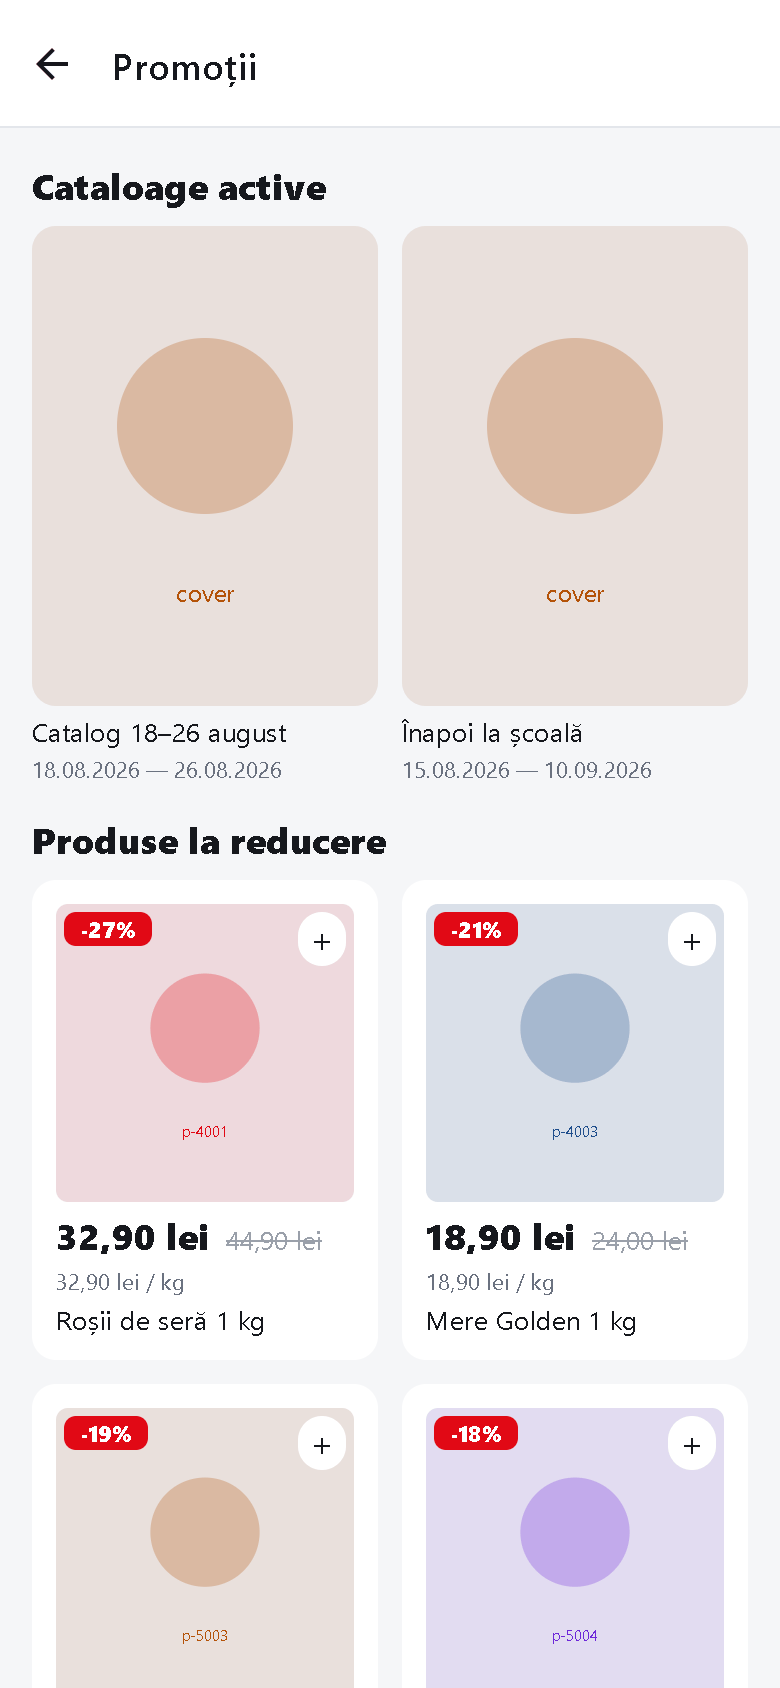 Promoții
Cataloage active
cover
cover
Catalog 18–26 august
18.08.2026 — 26.08.2026
Înapoi la școală
15.08.2026 — 10.09.2026
Produse la reducere
-27%
+
p-4001
32,90 lei 44,90 lei
32,90 lei / kg
Roșii de seră 1 kg
-21%
+
p-4003
18,90 lei 24,00 lei
18,90 lei / kg
Mere Golden 1 kg
-19%
+
p-5003
-18%
+
p-5004